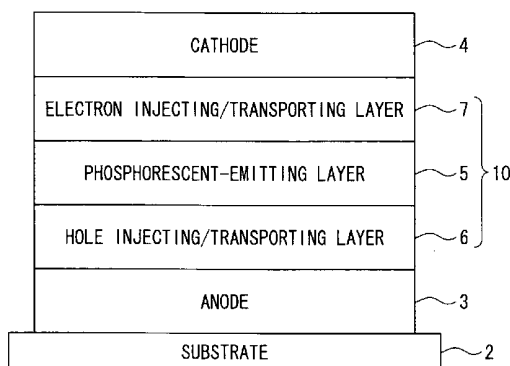 CATHODE 4
ELECTRON INJECTING/TRANSPORTING LAYER 7
PHOSPHORESCENT-EMITTING LAYER 5 10
HOLE INJECTING/TRANSPORTING LAYER 6
ANODE 3
SUBSTRATE 2